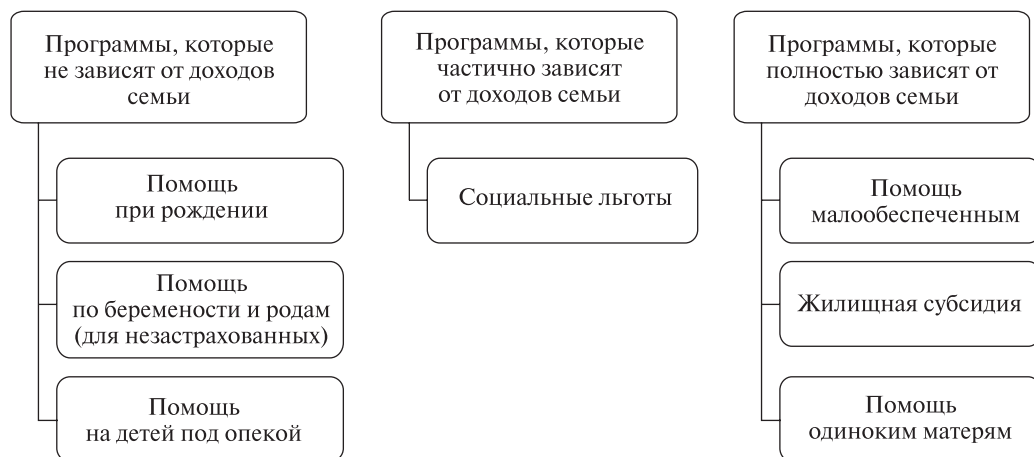 Программы, которые
не зависят от доходов
семьи
Помощь
при рождении
Помощь
по беремености и родам
(для незастрахованных)
Помощь
на детей под опекой
Программы, которые
частично зависят
от доходов семьи
Социальные льготы
Программы, которые
полностью зависят от
доходов семьи
Помощь
малообеспеченным
Жилищная субсидия
Помощь
одиноким матерям